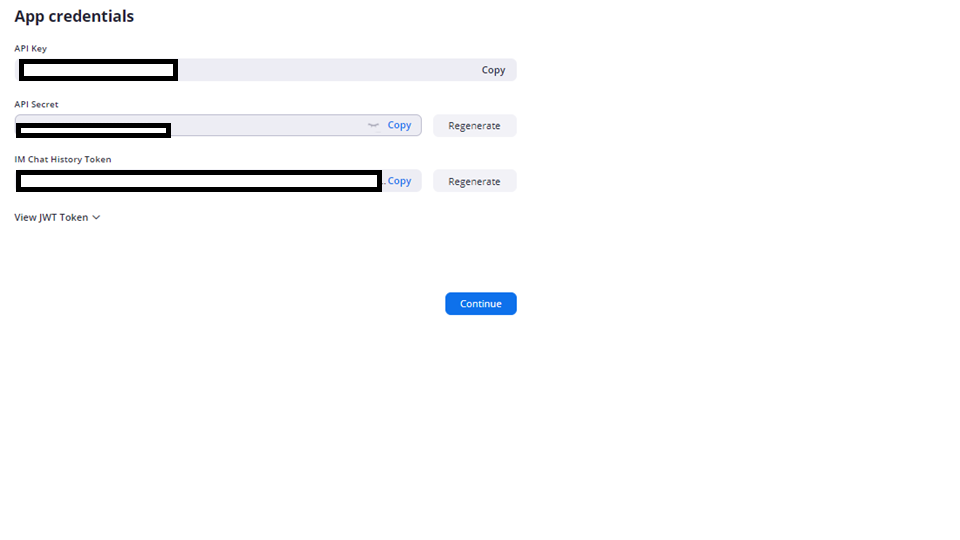 App credentials
API Key
Copy
API Secret
Copy Regenerate
IM Chat History Token
Copy Regenerate
View JWT Token
Continue